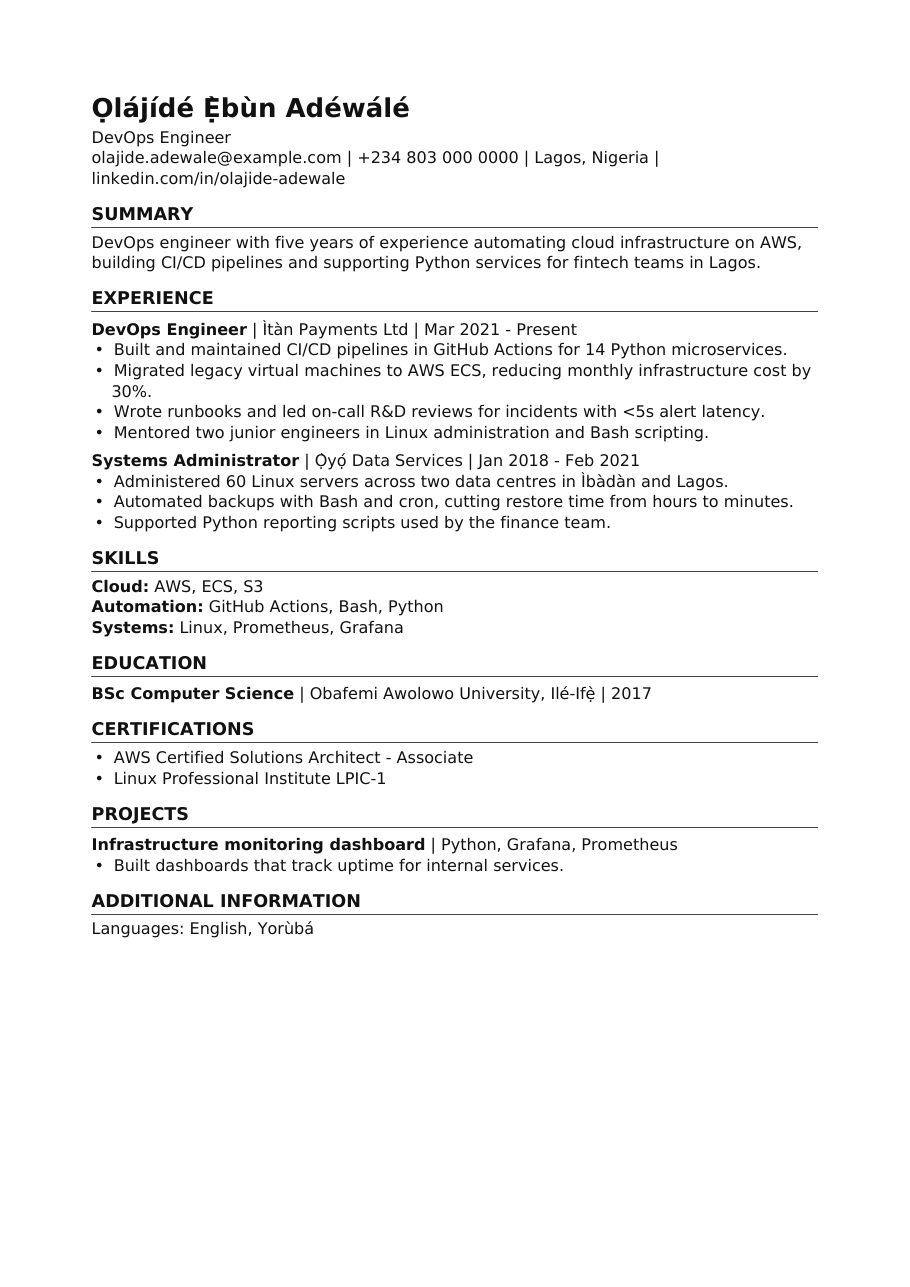 Ọlájídé Ẹ̀bùn Adéwálé
DevOps Engineer
olajide.adewale@example.com | +234 803 000 0000 | Lagos, Nigeria |
linkedin.com/in/olajide-adewale
SUMMARY
DevOps engineer with five years of experience automating cloud infrastructure on AWS,
building CI/CD pipelines and supporting Python services for fintech teams in Lagos.
EXPERIENCE
DevOps Engineer | Ìtàn Payments Ltd | Mar 2021 - Present
• Built and maintained CI/CD pipelines in GitHub Actions for 14 Python microservices.
• Migrated legacy virtual machines to AWS ECS, reducing monthly infrastructure cost by
30%.
• Wrote runbooks and led on-call R&D reviews for incidents with <5s alert latency.
• Mentored two junior engineers in Linux administration and Bash scripting.
Systems Administrator | Ọ̀yọ́ Data Services | Jan 2018 - Feb 2021
• Administered 60 Linux servers across two data centres in Ìbàdàn and Lagos.
• Automated backups with Bash and cron, cutting restore time from hours to minutes.
• Supported Python reporting scripts used by the finance team.
SKILLS
Cloud: AWS, ECS, S3
Automation: GitHub Actions, Bash, Python
Systems: Linux, Prometheus, Grafana
EDUCATION
BSc Computer Science | Obafemi Awolowo University, Ilé-Ifẹ̀ | 2017
CERTIFICATIONS
• AWS Certified Solutions Architect - Associate
• Linux Professional Institute LPIC-1
PROJECTS
Infrastructure monitoring dashboard | Python, Grafana, Prometheus
• Built dashboards that track uptime for internal services.
ADDITIONAL INFORMATION
Languages: English, Yorùbá